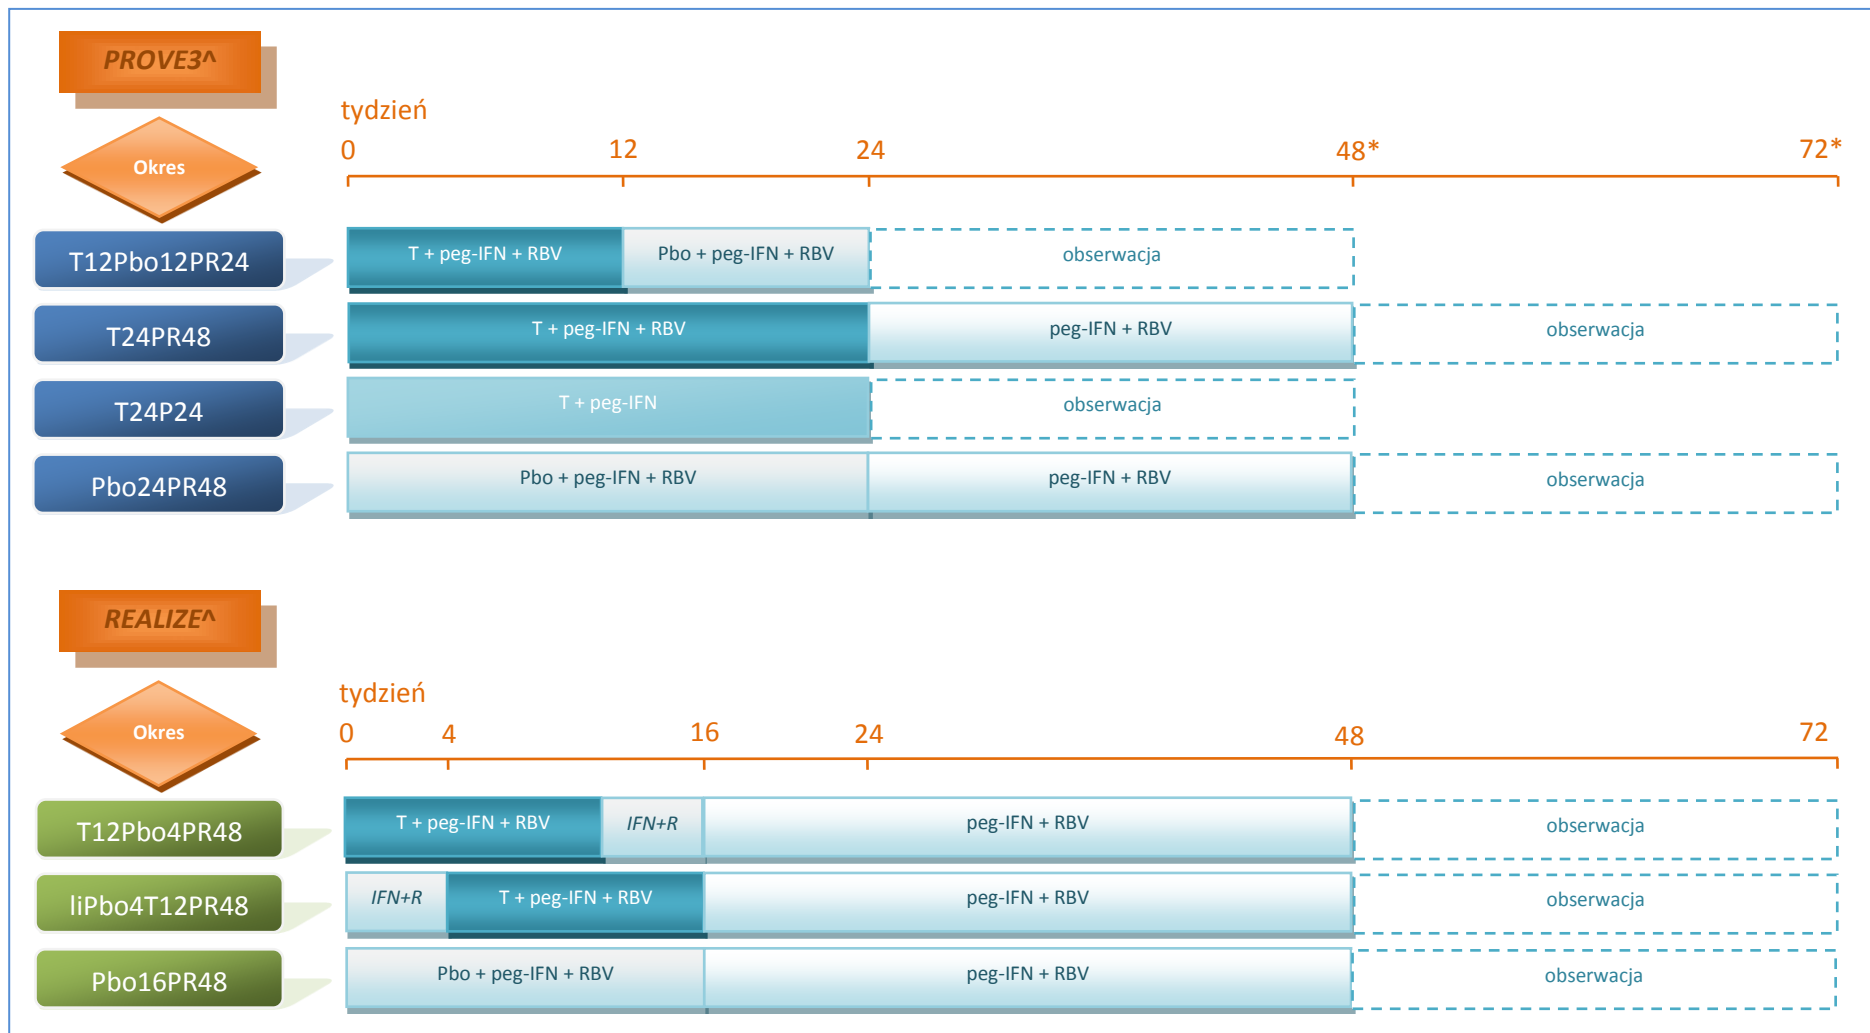 PROVE3^
tydzień
Okres
0 12 24 48* 72*
T12Pbo12PR24 T + peg-IFN + RBV Pbo + peg-IFN + RBV obserwacja
T24PR48 T + peg-IFN + RBV peg-IFN + RBV obserwacja
T24P24 T + peg-IFN obserwacja
Pbo24PR48 Pbo + peg-IFN + RBV peg-IFN + RBV obserwacja
REALIZE^
tydzień
Okres
0 4 16 24 48 72
T12Pbo4PR48 T + peg-IFN + RBV IFN+R peg-IFN + RBV obserwacja
liPbo4T12PR48 IFN+R T + peg-IFN + RBV peg-IFN + RBV obserwacja
Pbo16PR48 Pbo + peg-IFN + RBV peg-IFN + RBV obserwacja